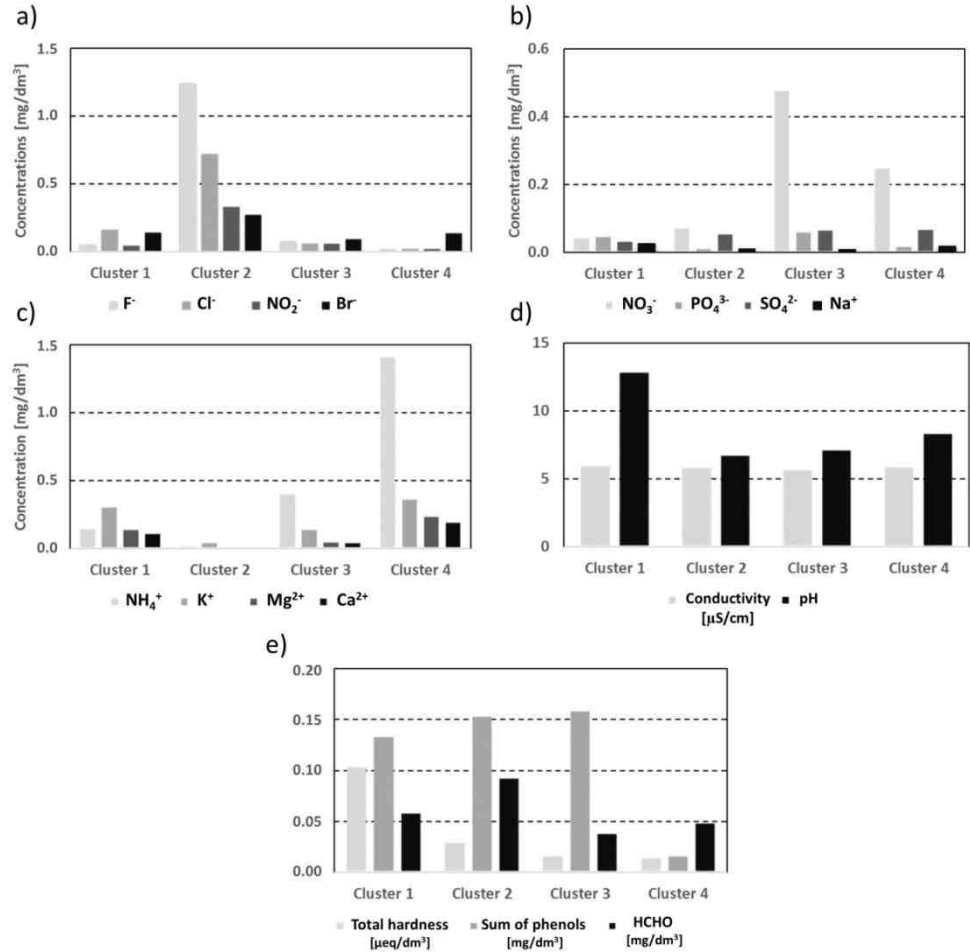 a)
Concentrations [mg/dm³]
1.5
1.0
0.5
0.0
Cluster 1 Cluster 2 Cluster 3 Cluster 4
F⁻ Cl⁻ NO₂⁻ Br⁻
b)
Concentrations [mg/dm³]
0.6
0.4
0.2
0.0
Cluster 1 Cluster 2 Cluster 3 Cluster 4
NO₃⁻ PO₄³⁻ SO₄²⁻ Na⁺
c)
Concentration [mg/dm³]
1.5
1.0
0.5
0.0
Cluster 1 Cluster 2 Cluster 3 Cluster 4
NH₄⁺ K⁺ Mg²⁺ Ca²⁺
d)
15
10
5
0
Cluster 1 Cluster 2 Cluster 3 Cluster 4
Conductivity pH
[µS/cm]
e)
0.20
0.15
0.10
0.05
0.00
Cluster 1 Cluster 2 Cluster 3 Cluster 4
Total hardness Sum of phenols HCHO
[µeq/dm³] [mg/dm³] [mg/dm³]